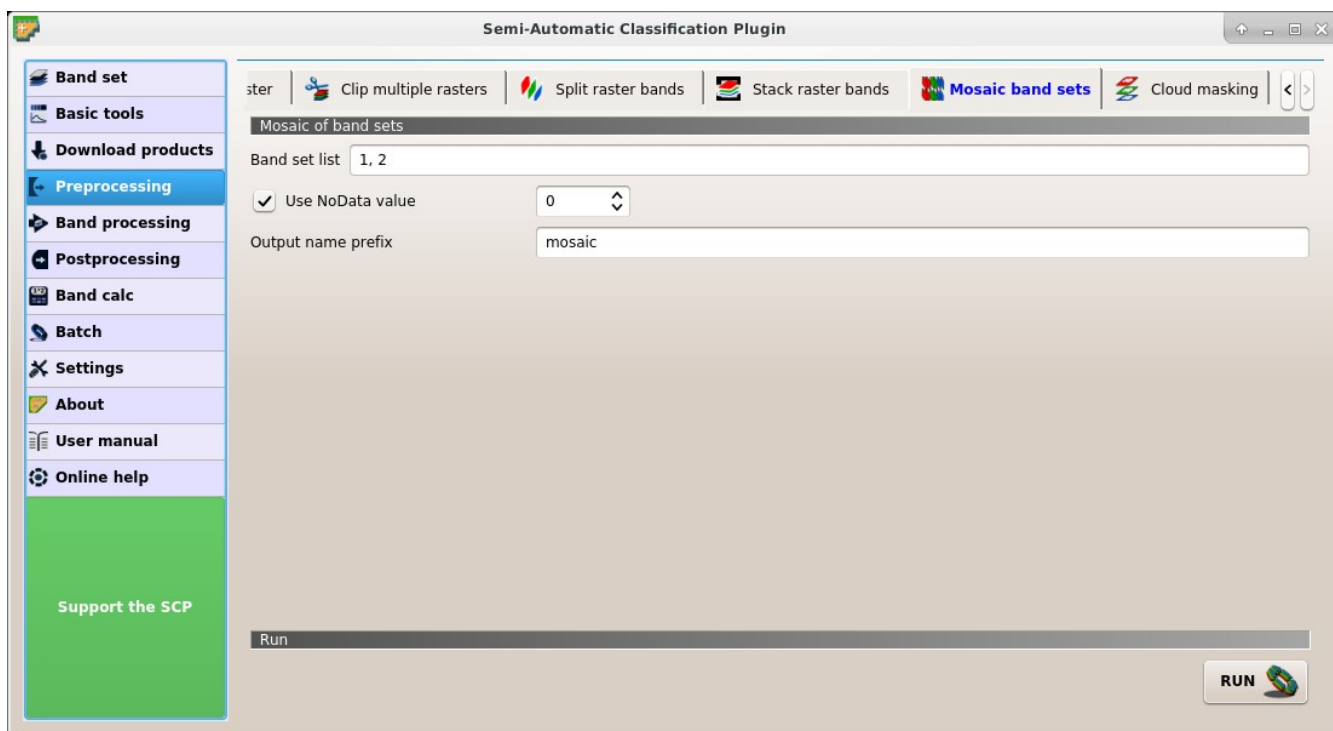 Semi-Automatic Classification Plugin
Band set
Basic tools
Download products
Preprocessing
Band processing
Postprocessing
Band calc
Batch
Settings
About
User manual
Online help
Support the SCP
ster
Clip multiple rasters
Split raster bands
Stack raster bands
Mosaic band sets
Cloud masking
Mosaic of band sets
Band set list 1, 2
Use NoData value 0
Output name prefix mosaic
Run
RUN